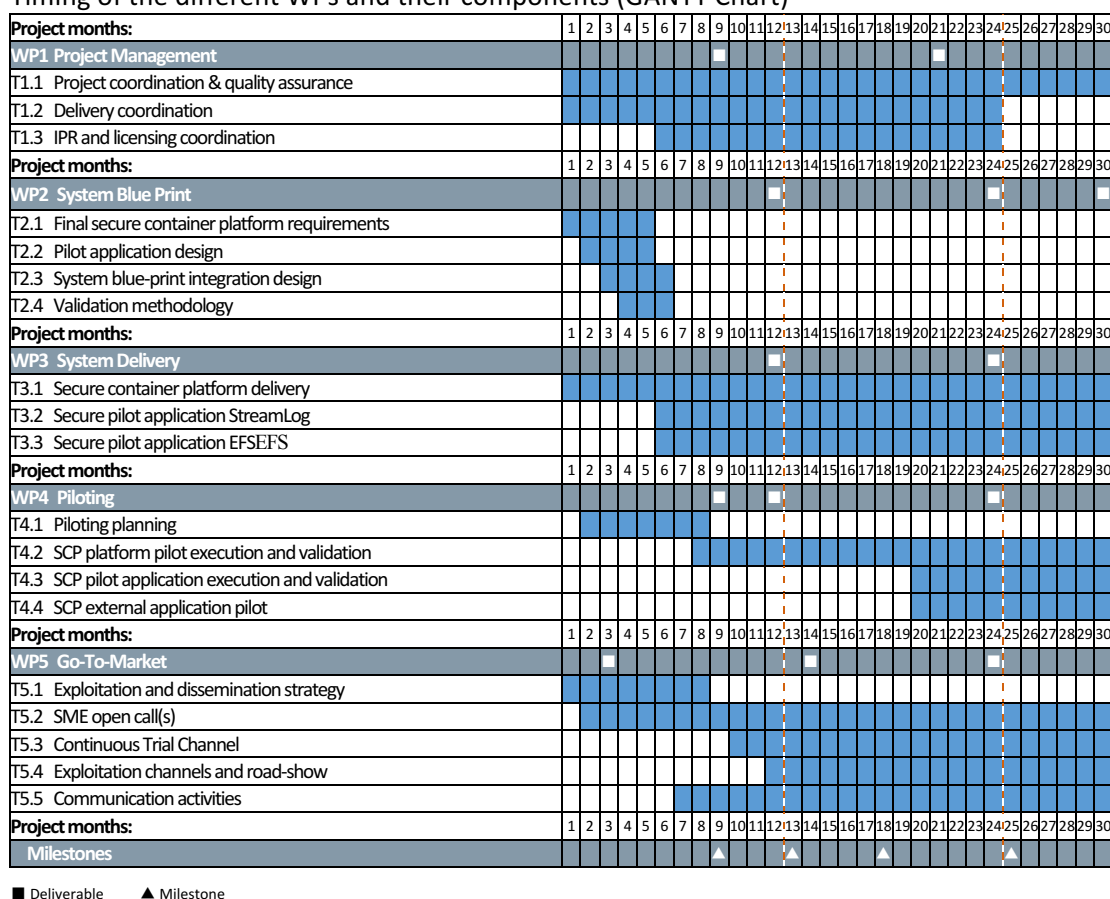 Timing of the different WPs and their components (GANTT Chart)
Project months: 1 2 3 4 5 6 7 8 9 10 11 12 13 14 15 16 17 18 19 20 21 22 23 24 25 26 27 28 29 30
WP1 Project Management
T1.1 Project coordination & quality assurance
T1.2 Delivery coordination
T1.3 IPR and licensing coordination
Project months: 1 2 3 4 5 6 7 8 9 10 11 12 13 14 15 16 17 18 19 20 21 22 23 24 25 26 27 28 29 30
WP2 System Blue Print
T2.1 Final secure container platform requirements
T2.2 Pilot application design
T2.3 System blue-print integration design
T2.4 Validation methodology
Project months: 1 2 3 4 5 6 7 8 9 10 11 12 13 14 15 16 17 18 19 20 21 22 23 24 25 26 27 28 29 30
WP3 System Delivery
T3.1 Secure container platform delivery
T3.2 Secure pilot application StreamLog
T3.3 Secure pilot application EFSEFS
Project months: 1 2 3 4 5 6 7 8 9 10 11 12 13 14 15 16 17 18 19 20 21 22 23 24 25 26 27 28 29 30
WP4 Piloting
T4.1 Piloting planning
T4.2 SCP platform pilot execution and validation
T4.3 SCP pilot application execution and validation
T4.4 SCP external application pilot
Project months: 1 2 3 4 5 6 7 8 9 10 11 12 13 14 15 16 17 18 19 20 21 22 23 24 25 26 27 28 29 30
WP5 Go-To-Market
T5.1 Exploitation and dissemination strategy
T5.2 SME open call(s)
T5.3 Continuous Trial Channel
T5.4 Exploitation channels and road-show
T5.5 Communication activities
Project months: 1 2 3 4 5 6 7 8 9 10 11 12 13 14 15 16 17 18 19 20 21 22 23 24 25 26 27 28 29 30
Milestones
■ Deliverable ▲ Milestone